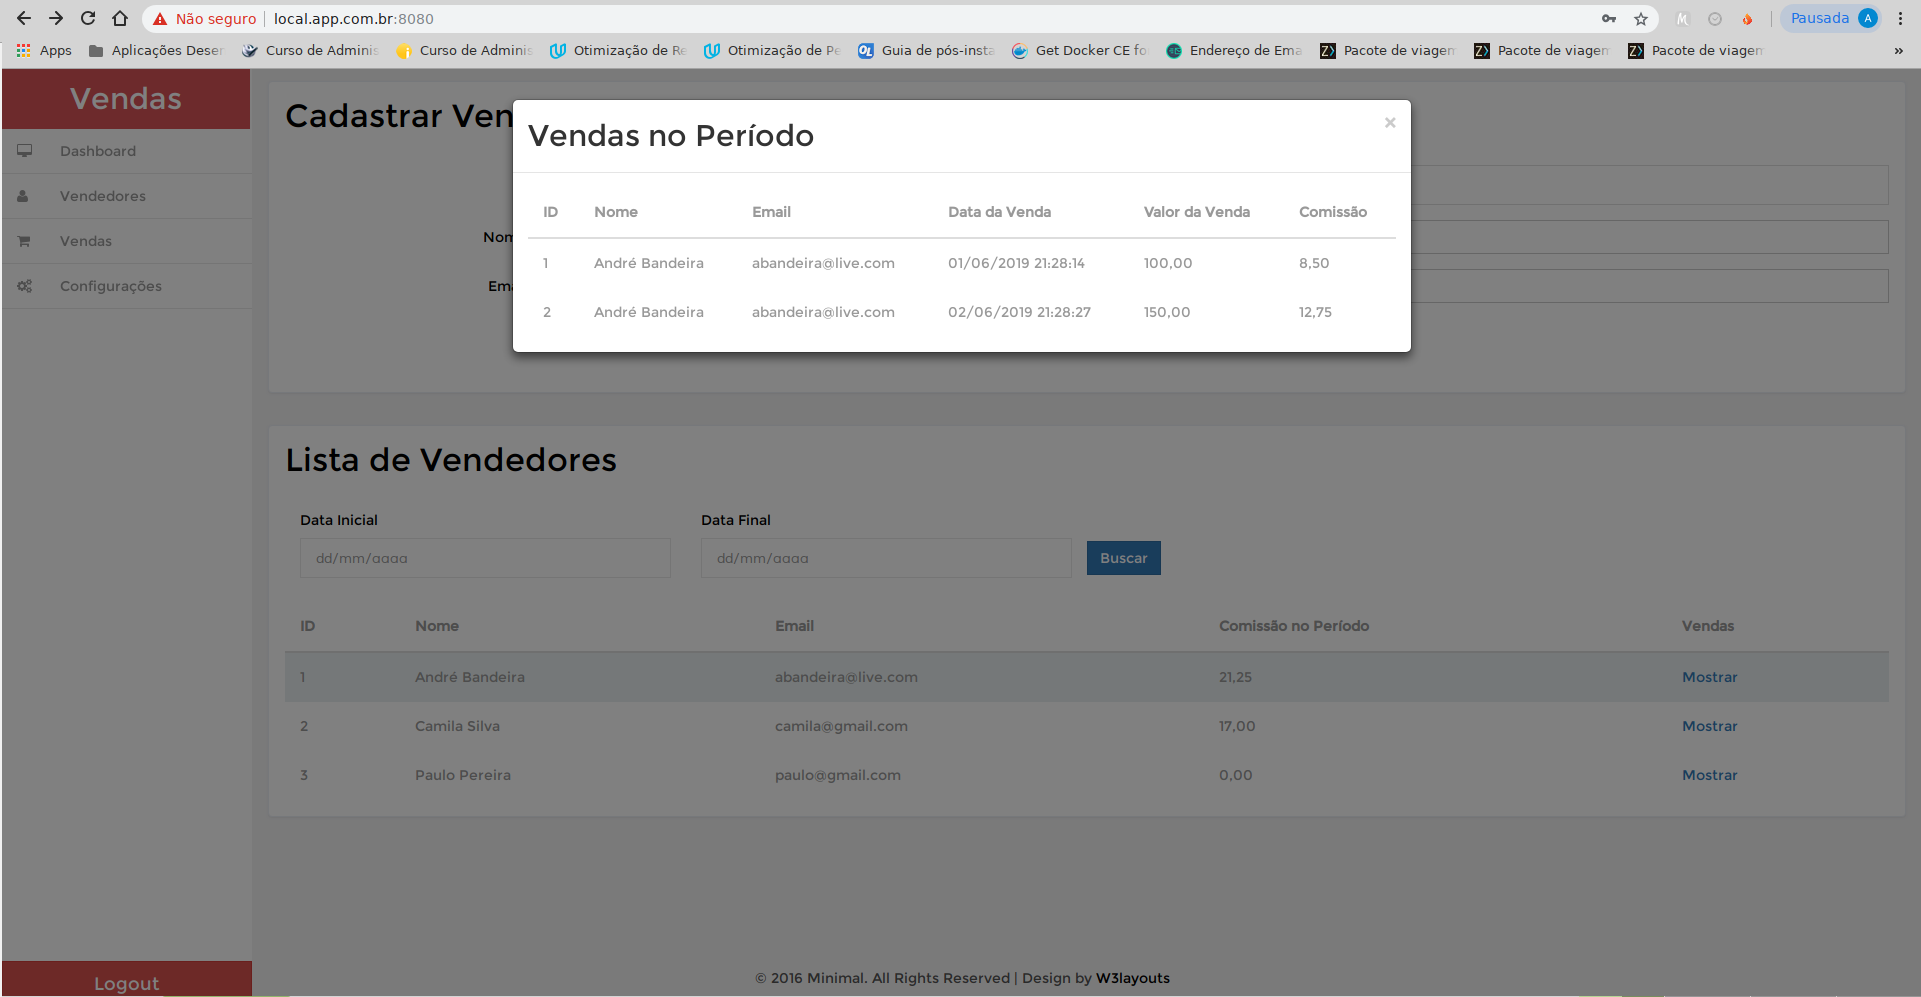 Não seguro | local.app.com.br:8080 Pausada A
Apps Aplicações Deser Curso de Adminis Curso de Adminis Otimização de Re Otimização de Pe Guia de pós-insta Get Docker CE fo Endereço de Ema Pacote de viagem Pacote de viagem Pacote de viagem »
Vendas
Dashboard
Vendedores
Vendas
Configurações
Logout
Cadastrar Ven
Nom
Ema
Vendas no Período ×
ID Nome Email Data da Venda Valor da Venda Comissão
1 André Bandeira abandeira@live.com 01/06/2019 21:28:14 100,00 8,50
2 André Bandeira abandeira@live.com 02/06/2019 21:28:27 150,00 12,75
Lista de Vendedores
Data Inicial Data Final
dd/mm/aaaa dd/mm/aaaa Buscar
ID Nome Email Comissão no Período Vendas
1 André Bandeira abandeira@live.com 21,25 Mostrar
2 Camila Silva camila@gmail.com 17,00 Mostrar
3 Paulo Pereira paulo@gmail.com 0,00 Mostrar
© 2016 Minimal. All Rights Reserved | Design by W3layouts